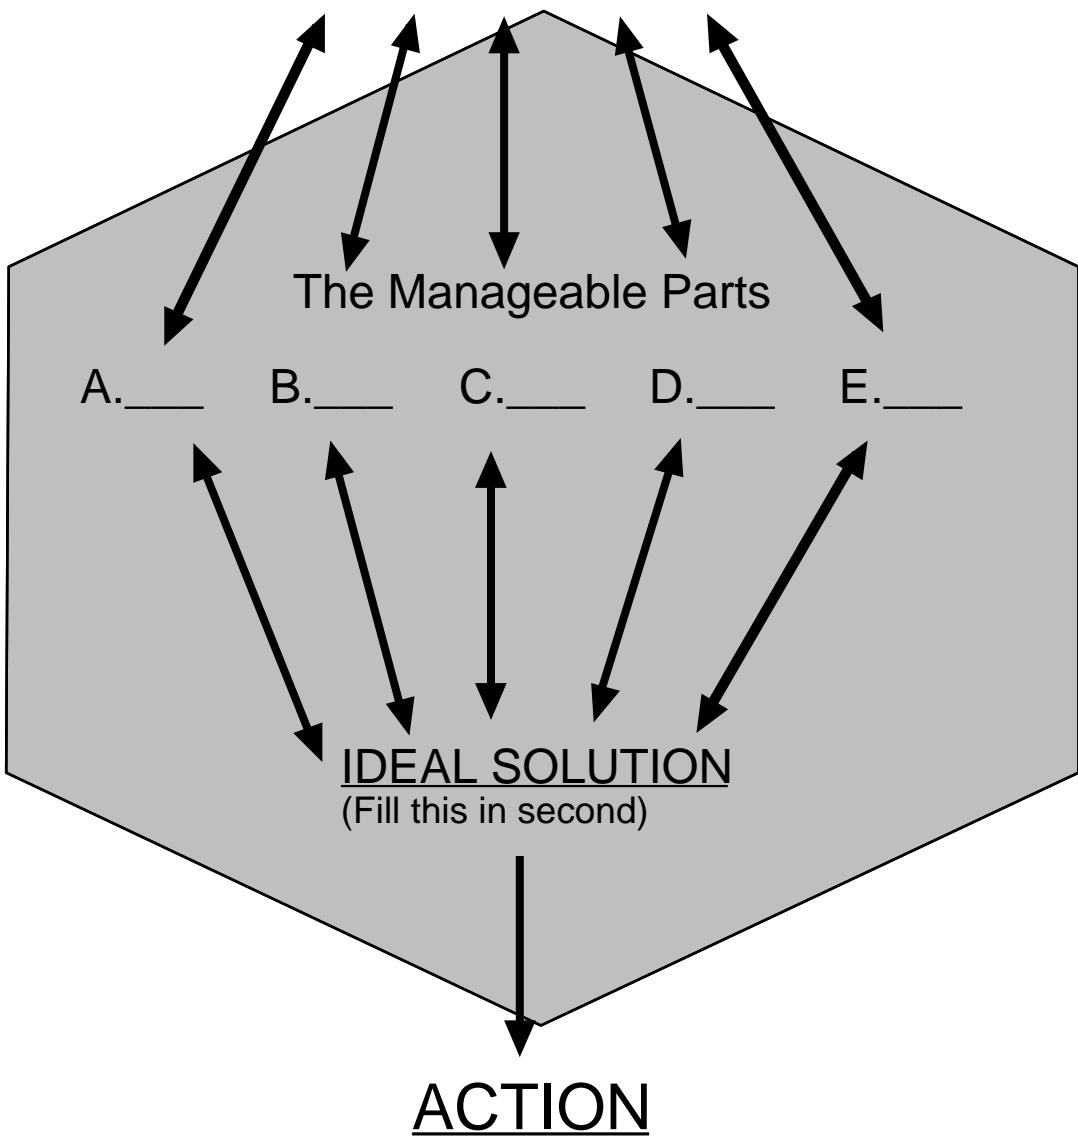 The Manageable Parts
A.___ B.___ C.___ D.___ E.___
IDEAL SOLUTION
(Fill this in second)
ACTION